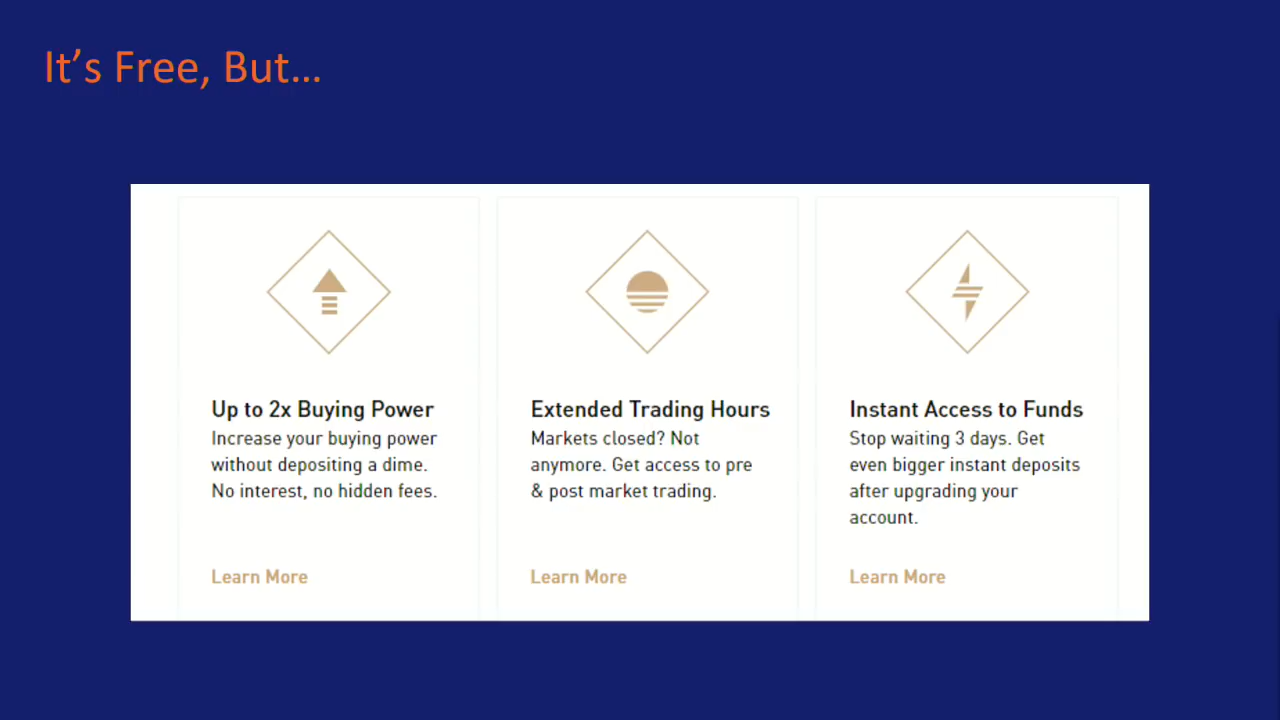 It’s Free, But…
Up to 2x Buying Power
Increase your buying power
without depositing a dime.
No interest, no hidden fees.
Learn More
Extended Trading Hours
Markets closed? Not
anymore. Get access to pre
& post market trading.
Learn More
Instant Access to Funds
Stop waiting 3 days. Get
even bigger instant deposits
after upgrading your
account.
Learn More